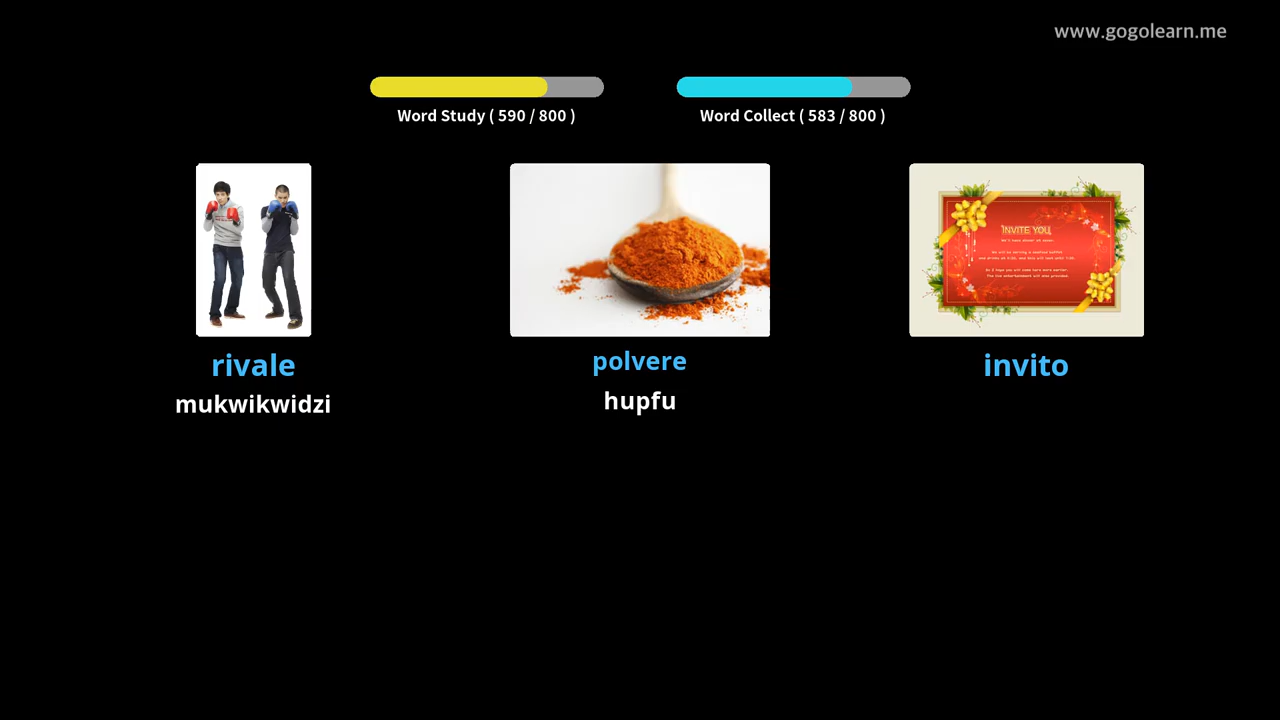 www.gogolearn.me
Word Study ( 590 / 800 )
Word Collect ( 583 / 800 )
INVITE YOU
rivale
polvere
invito
mukwikwidzi
hupfu